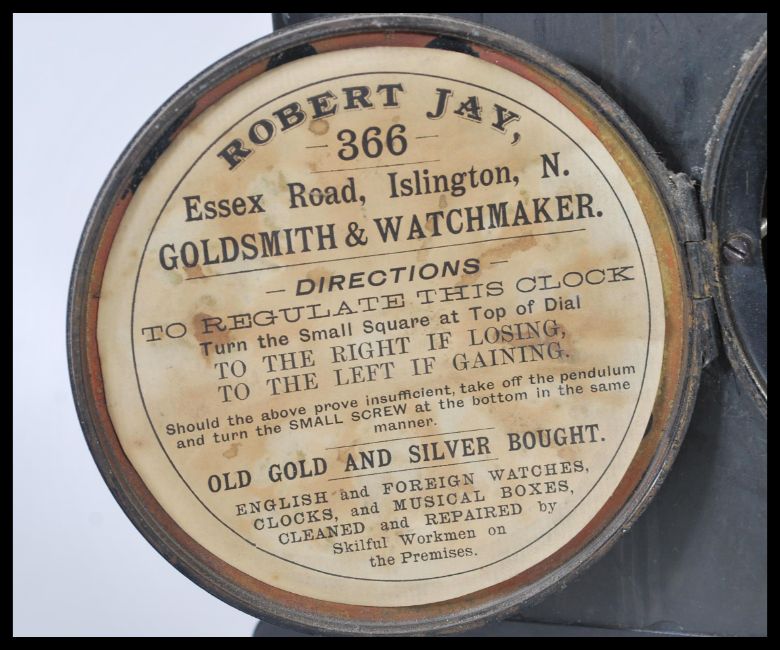 ROBERT JAY,
-366-
Essex Road, Islington, N.
GOLDSMITH & WATCHMAKER.
- DIRECTIONS -
TO REGULATE THIS CLOCK
Turn the Small Square at Top of Dial
TO THE RIGHT IF LOSING,
TO THE LEFT IF GAINING.
Should the above prove insufficient, take off the pendulum
and turn the SMALL SCREW at the bottom in the same
manner.
OLD GOLD AND SILVER BOUGHT.
ENGLISH and FOREIGN WATCHES,
CLOCKS, and MUSICAL BOXES,
CLEANED and REPAIRED by
Skilful Workmen on
the Premises.